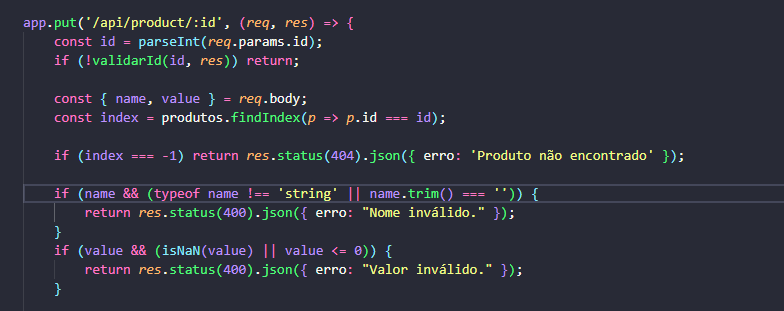 app.put('/api/product/:id', (req, res) => {
const id = parseInt(req.params.id);
if (!validarId(id, res)) return;
const { name, value } = req.body;
const index = produtos.findIndex(p => p.id === id);
if (index === -1) return res.status(404).json({ erro: 'Produto não encontrado' });
if (name && (typeof name !== 'string' || name.trim() === '')) {
return res.status(400).json({ erro: "Nome inválido." });
}
if (value && (isNaN(value) || value <= 0)) {
return res.status(400).json({ erro: "Valor inválido." });
}